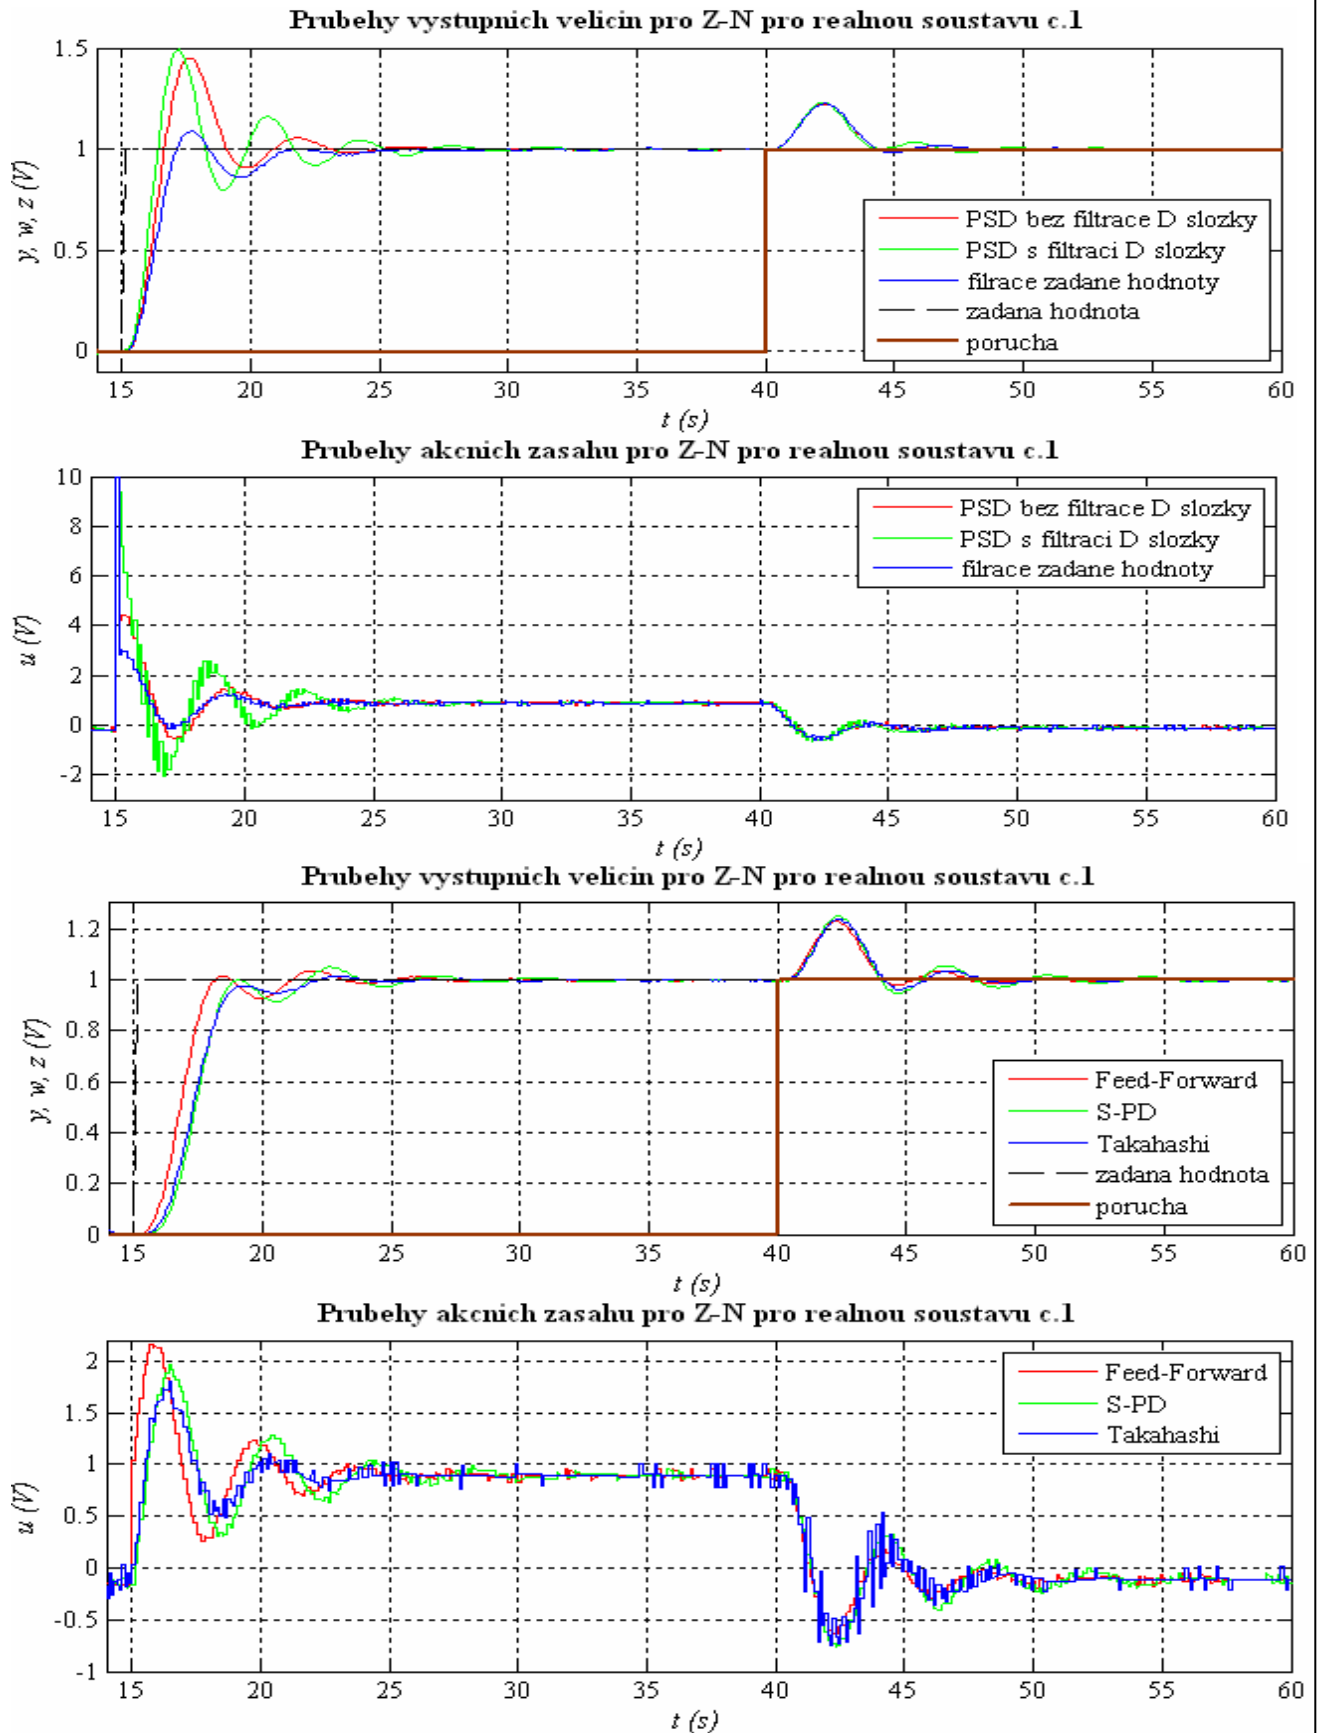 Prubehy vystupnich velicin pro Z-N pro realnou soustavu c.1
1.5
1
0.5
0
y, w, z (V)
PSD bez filtrace D slozky
PSD s filtraci D slozky
filrace zadane hodnoty
zadana hodnota
porucha
15 20 25 30 35 40 45 50 55 60
t (s)
Prubehy akcnich zasahu pro Z-N pro realnou soustavu c.1
10
8
6
4
2
0
-2
u (V)
PSD bez filtrace D slozky
PSD s filtraci D slozky
filrace zadane hodnoty
15 20 25 30 35 40 45 50 55 60
t (s)
Prubehy vystupnich velicin pro Z-N pro realnou soustavu c.1
1.2
1
0.8
0.6
0.4
0.2
0
y, w, z (V)
Feed-Forward
S-PD
Takahashi
zadana hodnota
porucha
15 20 25 30 35 40 45 50 55 60
t (s)
Prubehy akcnich zasahu pro Z-N pro realnou soustavu c.1
2
1.5
1
0.5
0
-0.5
-1
u (V)
Feed-Forward
S-PD
Takahashi
15 20 25 30 35 40 45 50 55 60
t (s)